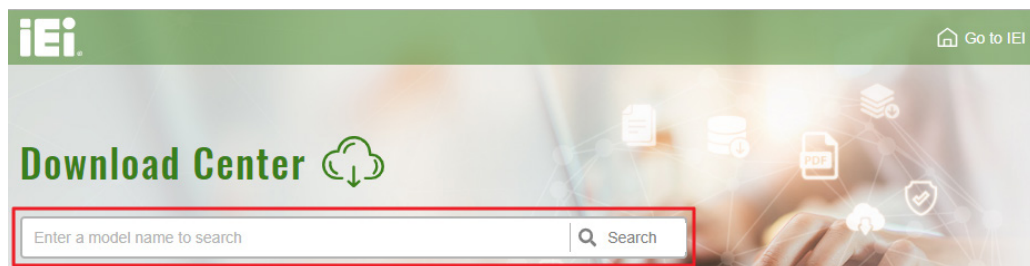 iEi
Go to IEI
Download Center
PDF
Enter a model name to search
Search